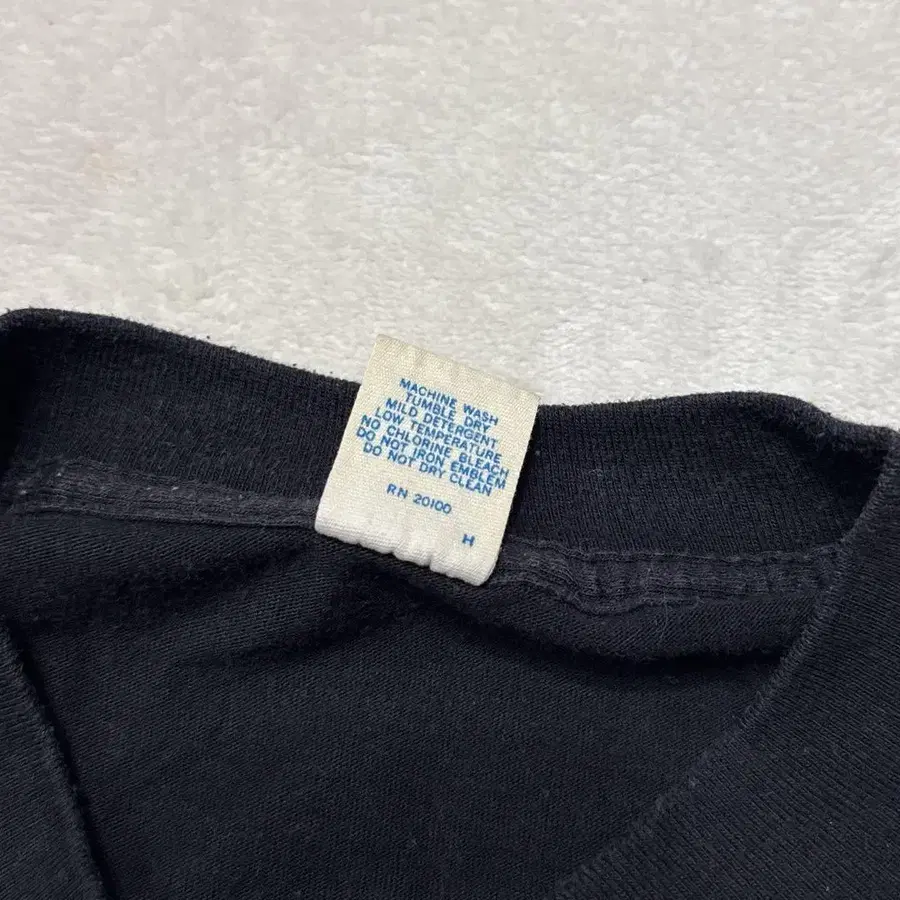 MACHINE WASH
TUMBLE DRY
MILD DETERGENT
LOW TEMPERATURE
NO CHLORINE BLEACH
DO NOT IRON EMBLEM
DO NOT DRY CLEAN
RN 20100
H